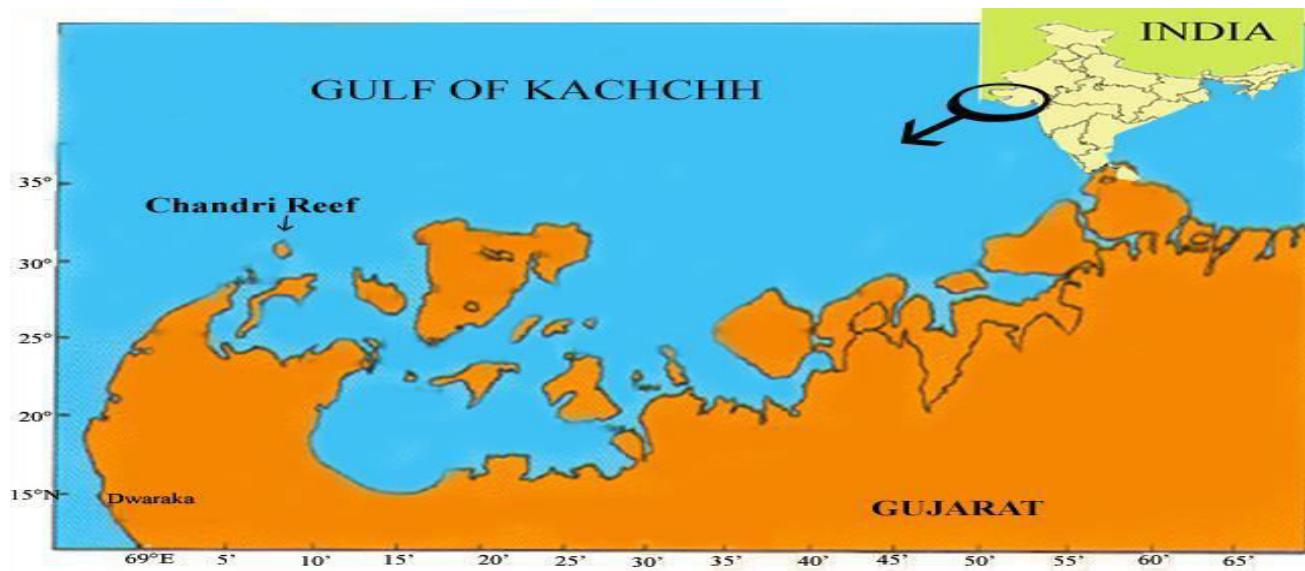 INDIA
GULF OF KACHCHH
35°
Chandri Reef
30°
25°
20°
15°N
Dwaraka
GUJARAT
69°E 5' 10' 15' 20' 25' 30' 35' 40' 45' 50' 55' 60' 65'